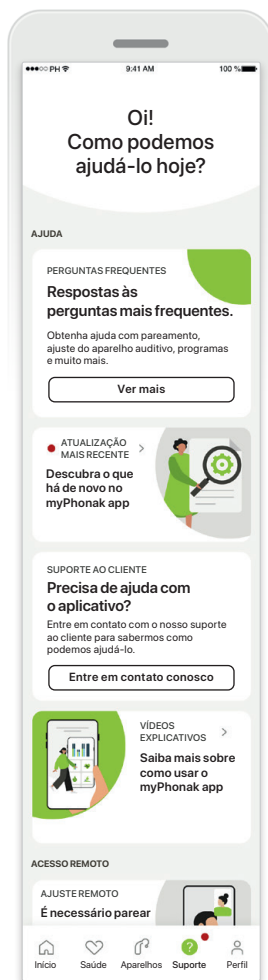 PH 9:41 AM 100 %
Oi!
Como podemos
ajudá-lo hoje?
AJUDA
PERGUNTAS FREQUENTES
Respostas às
perguntas mais frequentes.
Obtenha ajuda com pareamento,
ajuste do aparelho auditivo, programas
e muito mais.
Ver mais
ATUALIZAÇÃO
MAIS RECENTE
Descubra o que
há de novo no
myPhonak app
SUPORTE AO CLIENTE
Precisa de ajuda com
o aplicativo?
Entre em contato com o nosso suporte
ao cliente para sabermos como
podemos ajudá-lo.
Entre em contato conosco
VÍDEOS
EXPLICATIVOS
Saiba mais sobre
como usar o
myPhonak app
ACESSO REMOTO
AJUSTE REMOTO
É necessário parear
?
Início Saúde Aparelhos Suporte Perfil